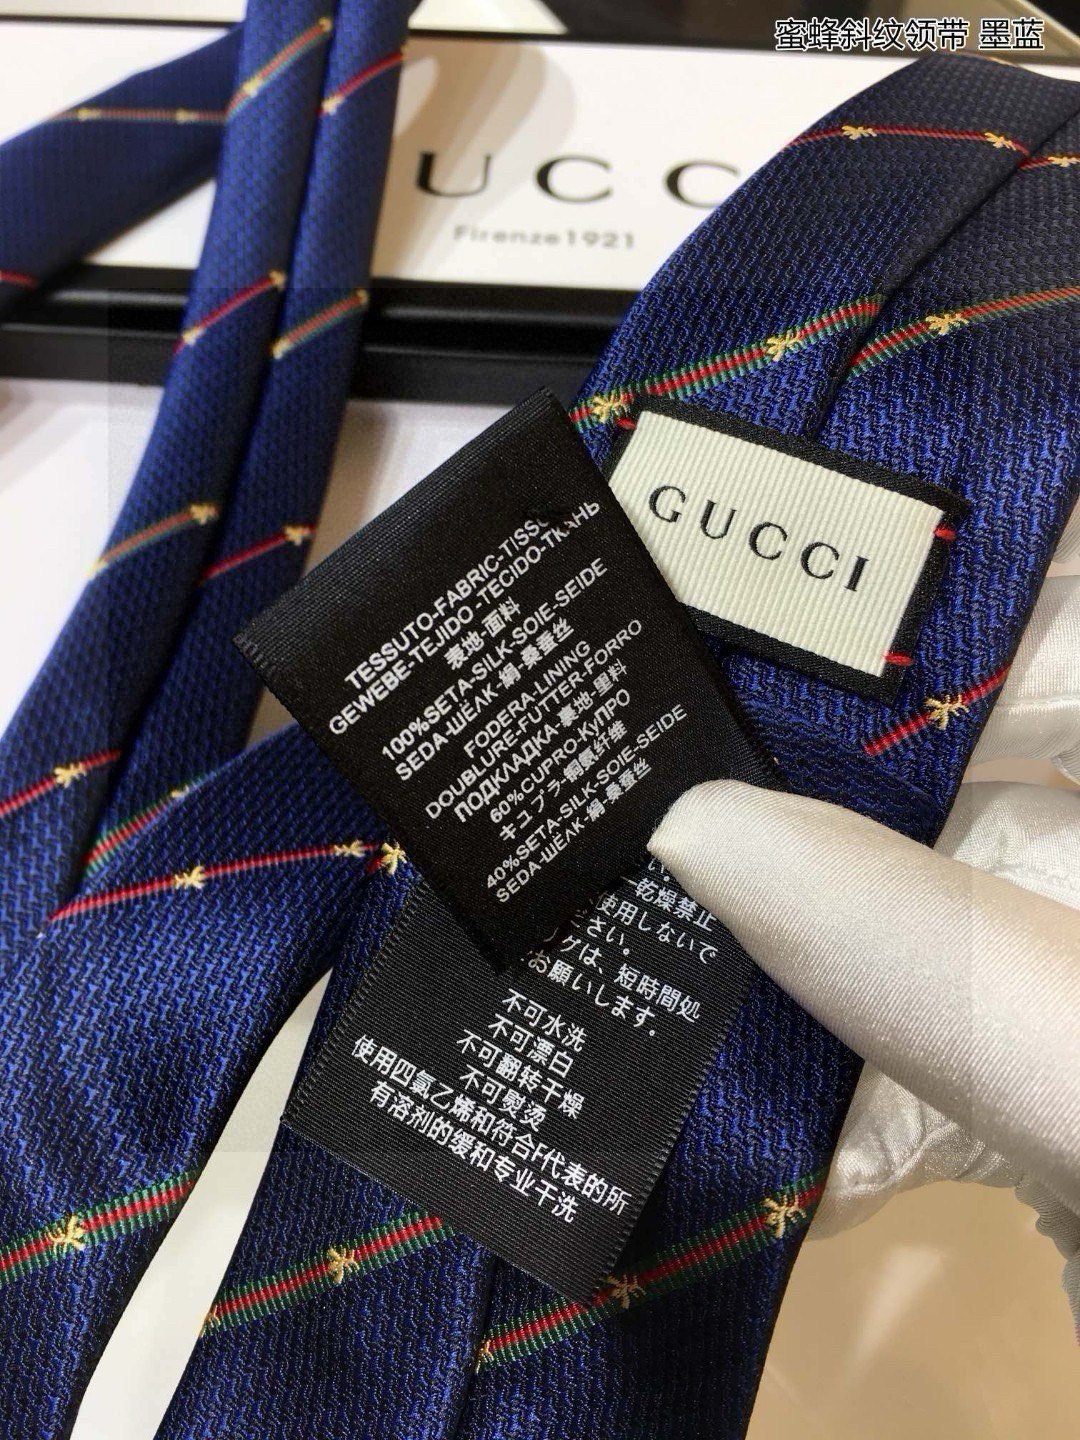 蜜蜂斜纹领带 墨蓝
UCC
Firenze1921
GUCCI
TESSUTO-FABRIC-TISSU
GEWEBE-TEJIDO-TECIDO-ТКАНЬ
表地-面料
100%SETA-SILK-SOIE-SEIDE
SEDA-ШЁЛК-絹-桑蚕丝
FODERA-LINING
DOUBLURE-FUTTER-FORRO
ПОДКЛАДКА-裏地-里料
60%CUPRO-КУПРО
キュプラ-铜氨纤维
40%SETA-SILK-SOIE-SEIDE
SEDA-ШЁЛК-絹-桑蚕丝
乾燥禁止
使用しないで
さい。
グは、短時間処
お願いします。
不可水洗
不可漂白
不可翻转干燥
不可熨烫
使用四氯乙烯和符合F代表的所
有溶剂的缓和专业干洗